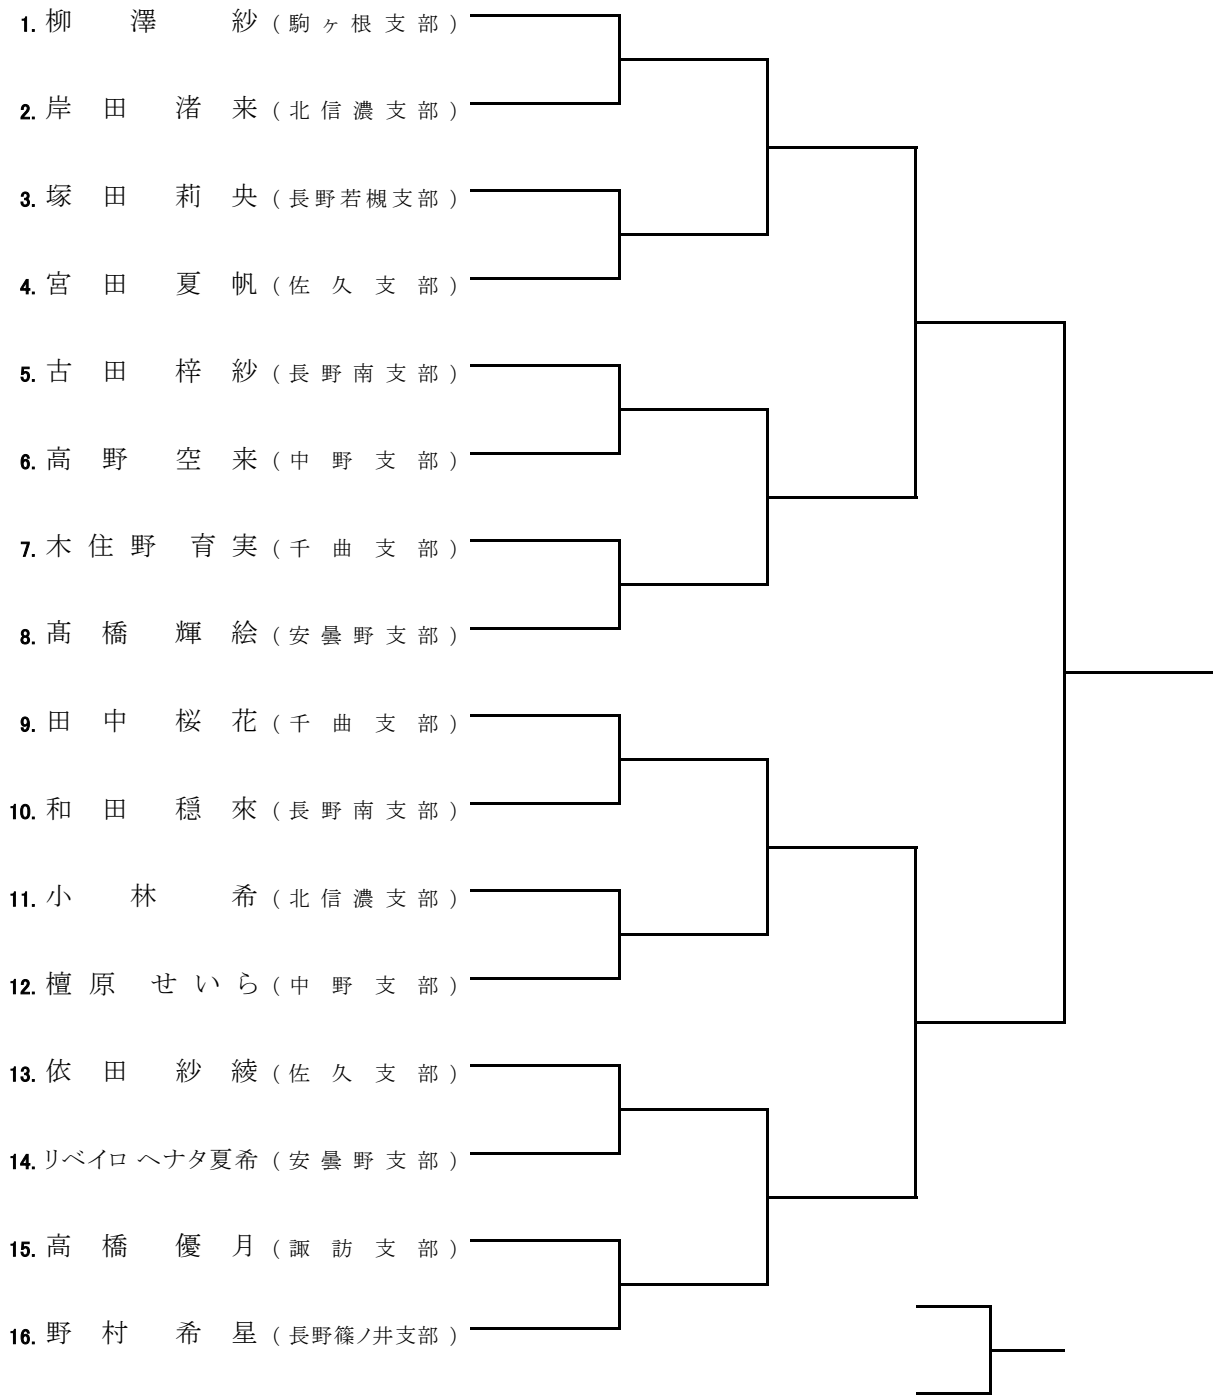 1. 柳澤 紗 (駒ヶ根支部)
2. 岸田 渚来 (北信濃支部)
3. 塚田 莉央 (長野若槻支部)
4. 宮田 夏帆 (佐久支部)
5. 古田 梓紗 (長野南支部)
6. 高野 空来 (中野支部)
7. 木住野 育実 (千曲支部)
8. 髙橋 輝絵 (安曇野支部)
9. 田中 桜花 (千曲支部)
10. 和田 穏來 (長野南支部)
11. 小林 希 (北信濃支部)
12. 檀原 せいら (中野支部)
13. 依田 紗綾 (佐久支部)
14. リベイロ ヘナタ夏希 (安曇野支部)
15. 高橋 優月 (諏訪支部)
16. 野村 希星 (長野篠ノ井支部)